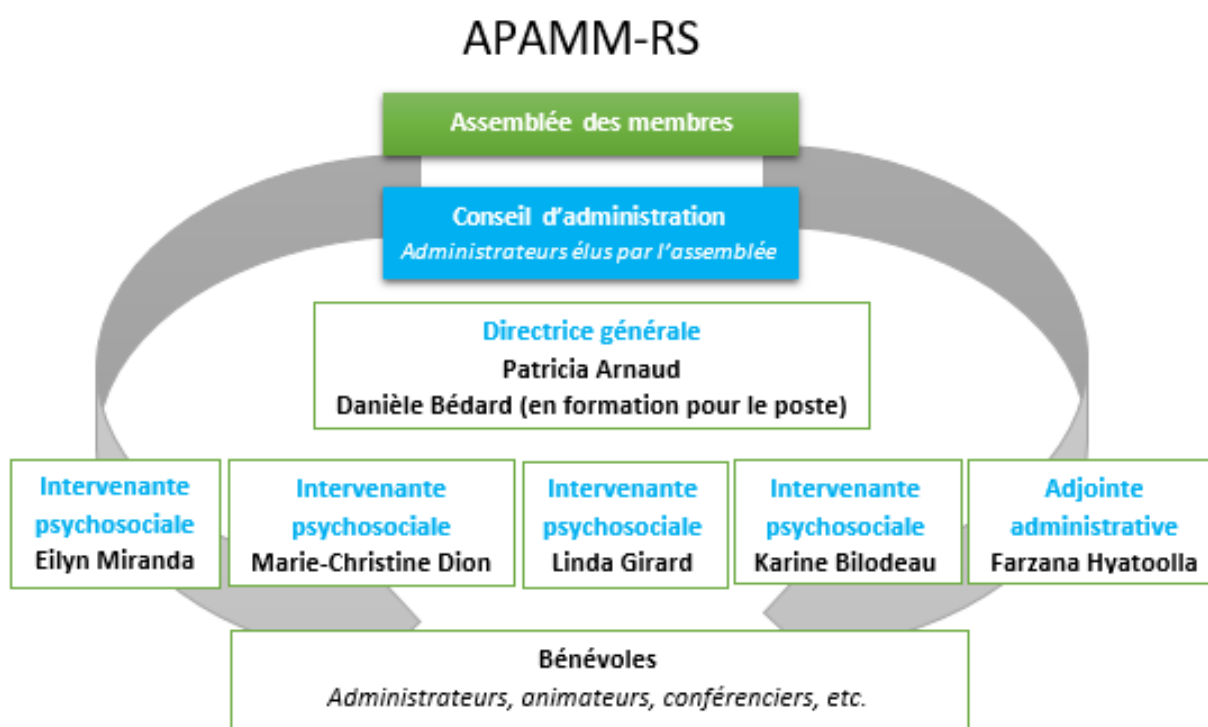 APAMM-RS
Assemblée des membres
Conseil d'administration
Administrateurs élus par l'assemblée
Directrice générale
Patricia Arnaud
Danièle Bédard (en formation pour le poste)
Intervenante
psychosociale
Eilyn Miranda
Intervenante
psychosociale
Marie-Christine Dion
Intervenante
psychosociale
Linda Girard
Intervenante
psychosociale
Karine Bilodeau
Adjointe
administrative
Farzana Hyatoolla
Bénévoles
Administrateurs, animateurs, conférenciers, etc.